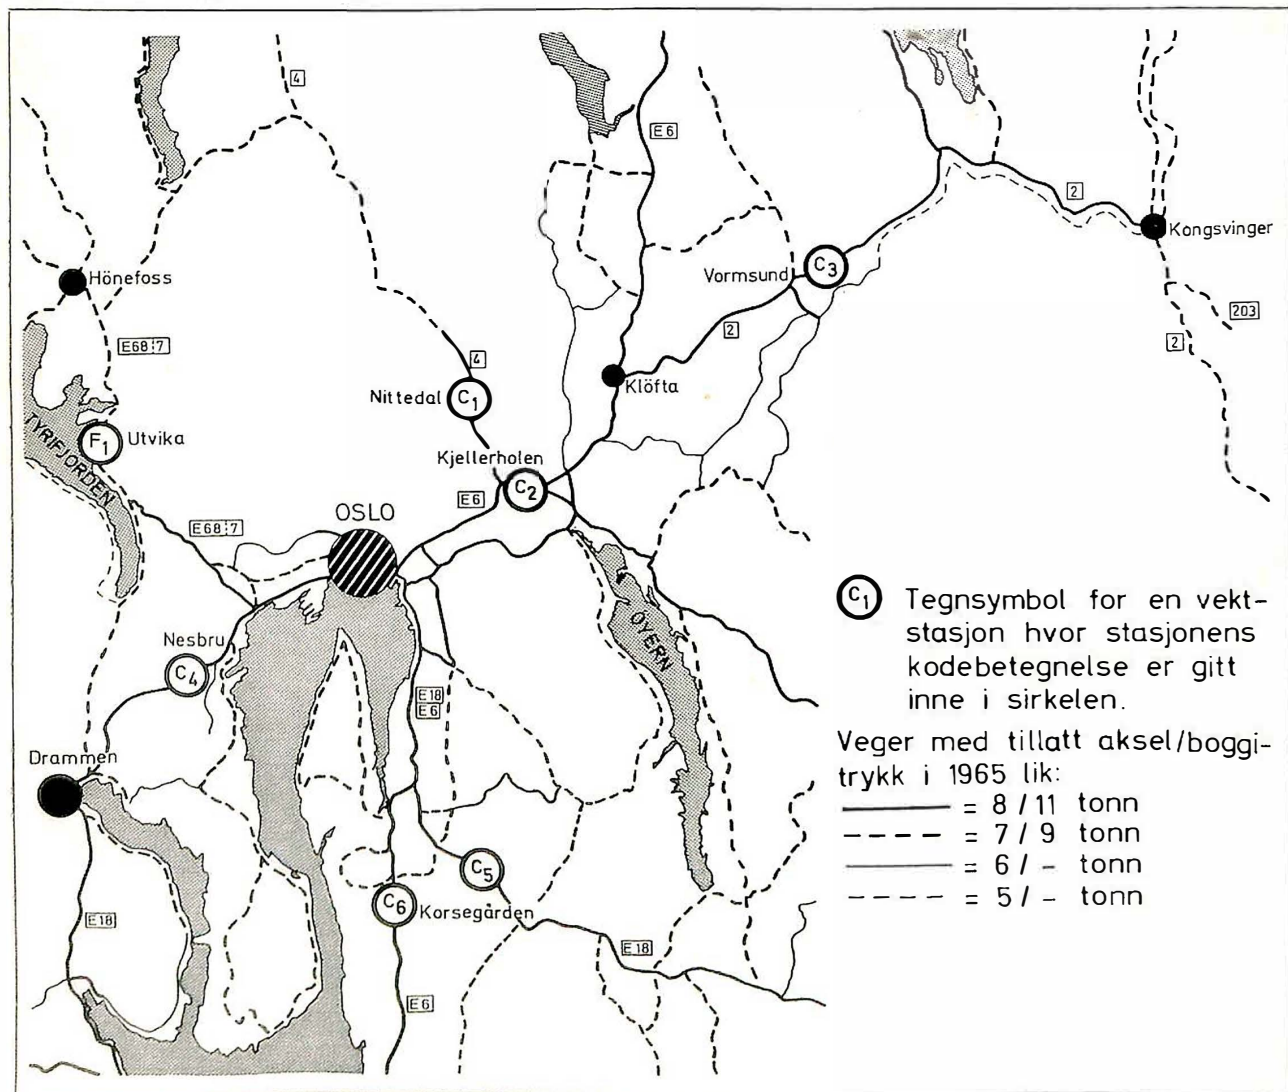 4
E6
2
Kongsvinger
Hönefoss
Vormsund
C3
203
E68 7
2
2
4
Klöfta
Nittedal
C1
TYRIFJORDEN
F1
Utvika
Kjellerholen
C2
E6
E68 7
OSLO
ÖYERN
Nesbru
C4
E18
E6
Drammen
C5
C6
Korsegården
E18
E18
E6
C1
Tegnsymbol for en vekt-
stasjon hvor stasjonens
kodebetegnelse er gitt
inne i sirkelen.
Veger med tillatt aksel/boggi-
trykk i 1965 lik:
= 8 / 11 tonn
= 7 / 9 tonn
= 6 / - tonn
= 5 / - tonn